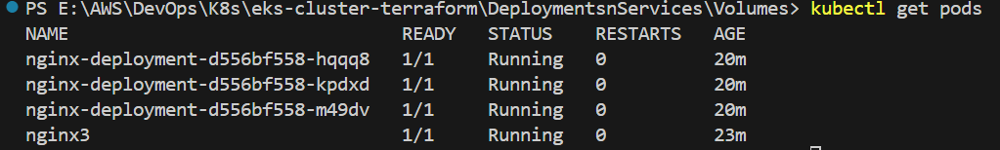 PS E:\AWS\DevOps\K8s\eks-cluster-terraform\DeploymentsnServices\Volumes> kubectl get pods
NAME READY STATUS RESTARTS AGE
nginx-deployment-d556bf558-hqqq8 1/1 Running 0 20m
nginx-deployment-d556bf558-kpdxd 1/1 Running 0 20m
nginx-deployment-d556bf558-m49dv 1/1 Running 0 20m
nginx3 1/1 Running 0 23m